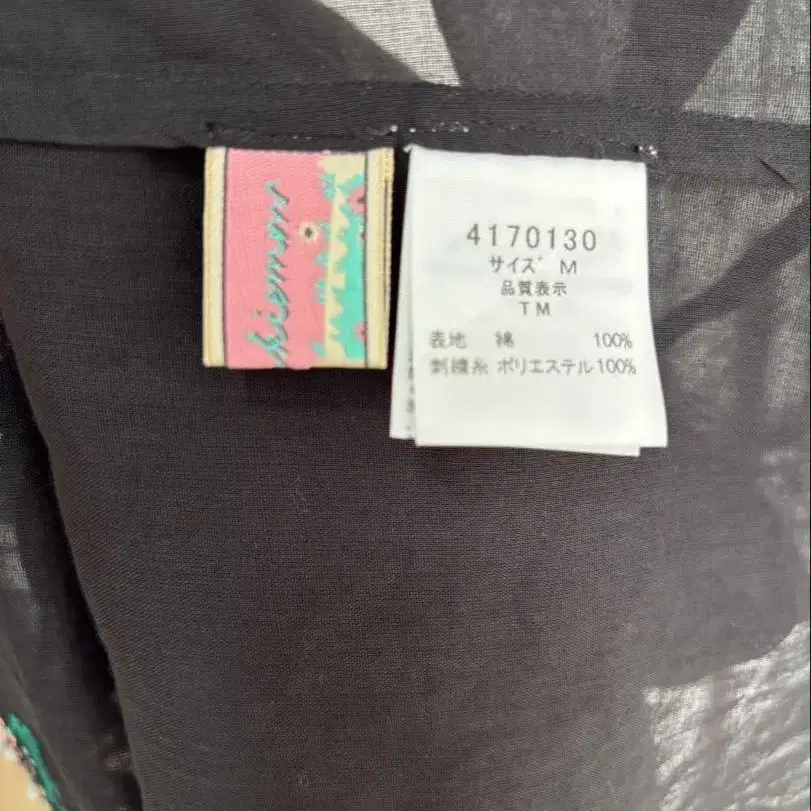 4170130
サイズ M
品質表示
TM
表地 綿 100%
刺繍糸 ポリエステル100%